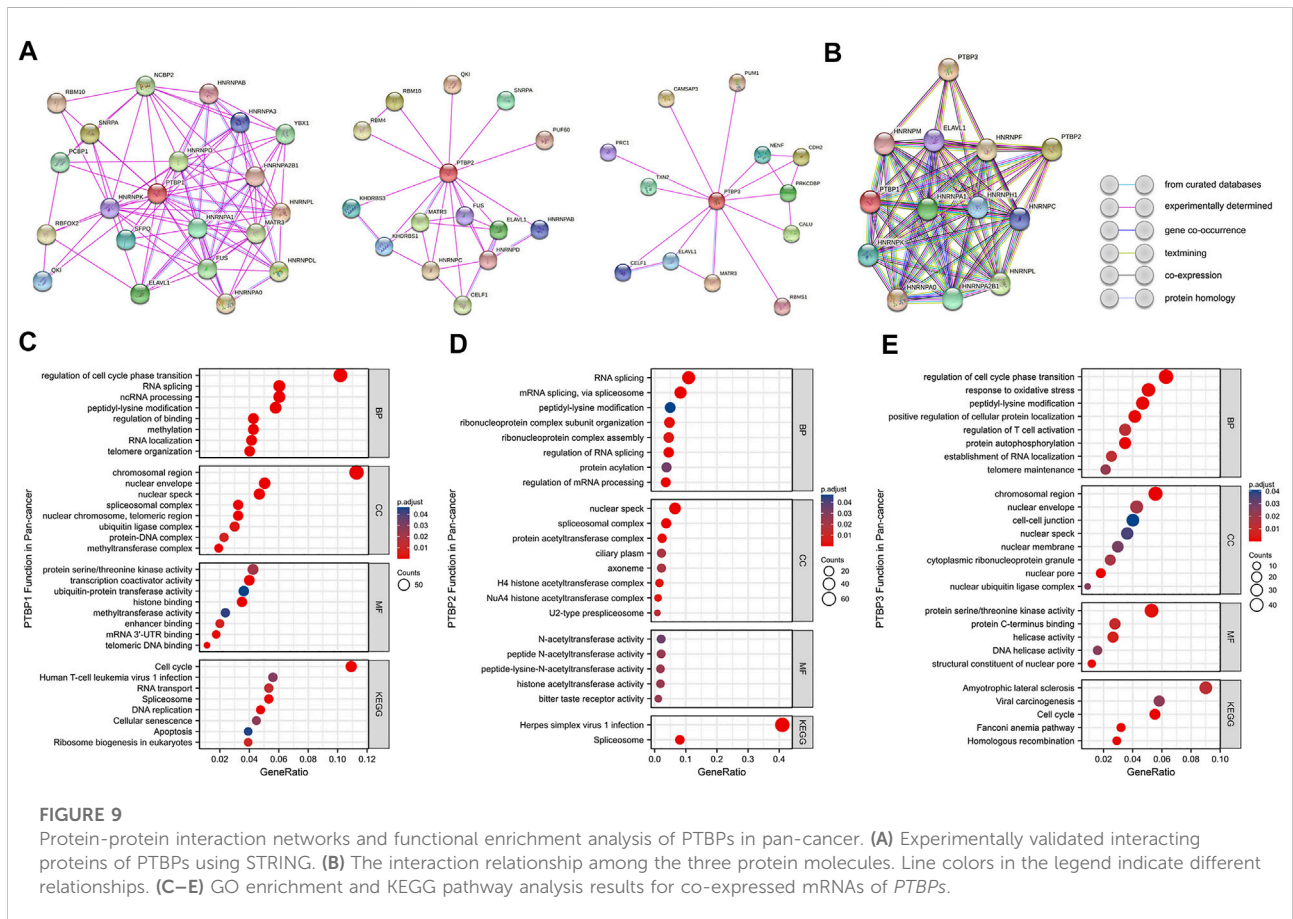 A
NCBP2
RBM10
HNRNPAB
HNRNPA3
YBX1
SNRPA
PCBP1
HNRNPD
HNRNPA2B1
PTBP1
HNRNPK
HNRNPL
HNRNPA1
MATR3
RBFOX2
SFPQ
FUS
HNRNPDL
QKI
ELAVL1
HNRNPA0
QKI
RBM10
SNRPA
RBM4
PUF60
PTBP2
KHDRBS3
MATR3
FUS
ELAVL1
HNRNPAB
KHDRBS1
HNRNPC
HNRNPD
CELF1
PUM1
CAMSAP3
PRC1
NENF
CDH2
TXN2
PTBP3
PRKCDBP
CALU
ELAVL1
CELF1
MATR3
RBMS1
B
PTBP3
HNRNPM
ELAVL1
HNRNPF
PTBP2
PTBP1
HNRNPA1
HNRNPH1
HNRNPC
HNRNPK
HNRNPL
HNRNPA0
HNRNPA2B1
from curated databases
experimentally determined
gene co-occurrence
textmining
co-expression
protein homology
C
PTBP1 Function in Pan-cancer
regulation of cell cycle phase transition
RNA splicing
ncRNA processing
peptidyl-lysine modification
regulation of binding
methylation
RNA localization
telomere organization
BP
chromosomal region
nuclear envelope
nuclear speck
spliceosomal complex
nuclear chromosome, telomeric region
ubiquitin ligase complex
protein-DNA complex
methyltransferase complex
CC
protein serine/threonine kinase activity
transcription coactivator activity
ubiquitin-protein transferase activity
histone binding
methyltransferase activity
enhancer binding
mRNA 3'-UTR binding
telomeric DNA binding
MF
Cell cycle
Human T-cell leukemia virus 1 infection
RNA transport
Spliceosome
DNA replication
Cellular senescence
Apoptosis
Ribosome biogenesis in eukaryotes
KEGG
0.02 0.04 0.06 0.08 0.10 0.12
GeneRatio
p.adjust
0.04
0.03
0.02
0.01
Counts
50
D
PTBP2 Function in Pan-cancer
RNA splicing
mRNA splicing, via spliceosome
peptidyl-lysine modification
ribonucleoprotein complex subunit organization
ribonucleoprotein complex assembly
regulation of RNA splicing
protein acylation
regulation of mRNA processing
BP
nuclear speck
spliceosomal complex
protein acetyltransferase complex
ciliary plasm
axoneme
H4 histone acetyltransferase complex
NuA4 histone acetyltransferase complex
U2-type prespliceosome
CC
N-acetyltransferase activity
peptide N-acetyltransferase activity
peptide-lysine-N-acetyltransferase activity
histone acetyltransferase activity
bitter taste receptor activity
MF
Herpes simplex virus 1 infection
Spliceosome
KEGG
0.0 0.1 0.2 0.3 0.4
GeneRatio
p.adjust
0.04
0.03
0.02
0.01
Counts
20
40
60
E
PTBP3 Function in Pan-cancer
regulation of cell cycle phase transition
response to oxidative stress
peptidyl-lysine modification
positive regulation of cellular protein localization
regulation of T cell activation
protein autophosphorylation
establishment of RNA localization
telomere maintenance
BP
chromosomal region
nuclear envelope
cell-cell junction
nuclear speck
nuclear membrane
cytoplasmic ribonucleoprotein granule
nuclear pore
nuclear ubiquitin ligase complex
CC
protein serine/threonine kinase activity
protein C-terminus binding
helicase activity
DNA helicase activity
structural constituent of nuclear pore
MF
Amyotrophic lateral sclerosis
Viral carcinogenesis
Cell cycle
Fanconi anemia pathway
Homologous recombination
KEGG
0.02 0.04 0.06 0.08 0.10
GeneRatio
p.adjust
0.04
0.03
0.02
0.01
Counts
10
20
30
40
FIGURE 9
Protein-protein interaction networks and functional enrichment analysis of PTBPs in pan-cancer. (A) Experimentally validated interacting
proteins of PTBPs using STRING. (B) The interaction relationship among the three protein molecules. Line colors in the legend indicate different
relationships. (C–E) GO enrichment and KEGG pathway analysis results for co-expressed mRNAs of PTBPs.